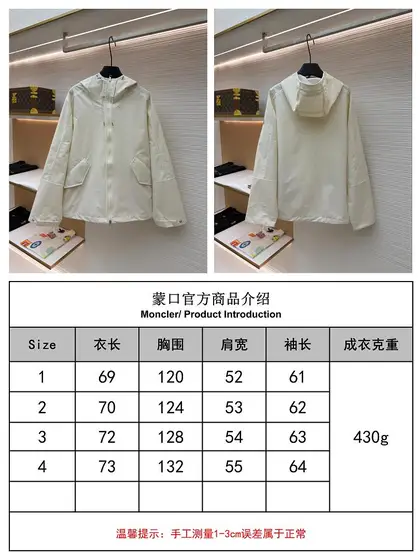 蒙口官方商品介绍
Moncler/ Product Introduction
Size 衣长 胸围 肩宽 袖长 成衣克重
1 69 120 52 61
2 70 124 53 62
3 72 128 54 63
4 73 132 55 64
430g
温馨提示: 手工测量1-3cm误差属于正常